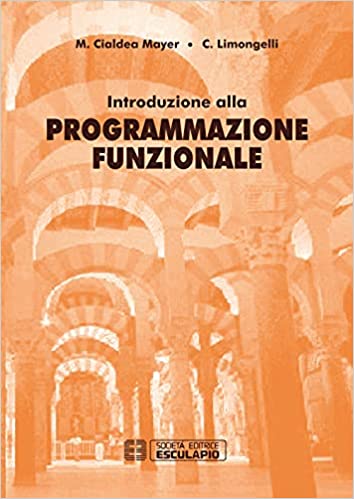 M. Cialdea Mayer • C. Limongelli
Introduzione alla
PROGRAMMAZIONE
FUNZIONALE
SOCIETÀ EDITRICE
ESCULAPIO